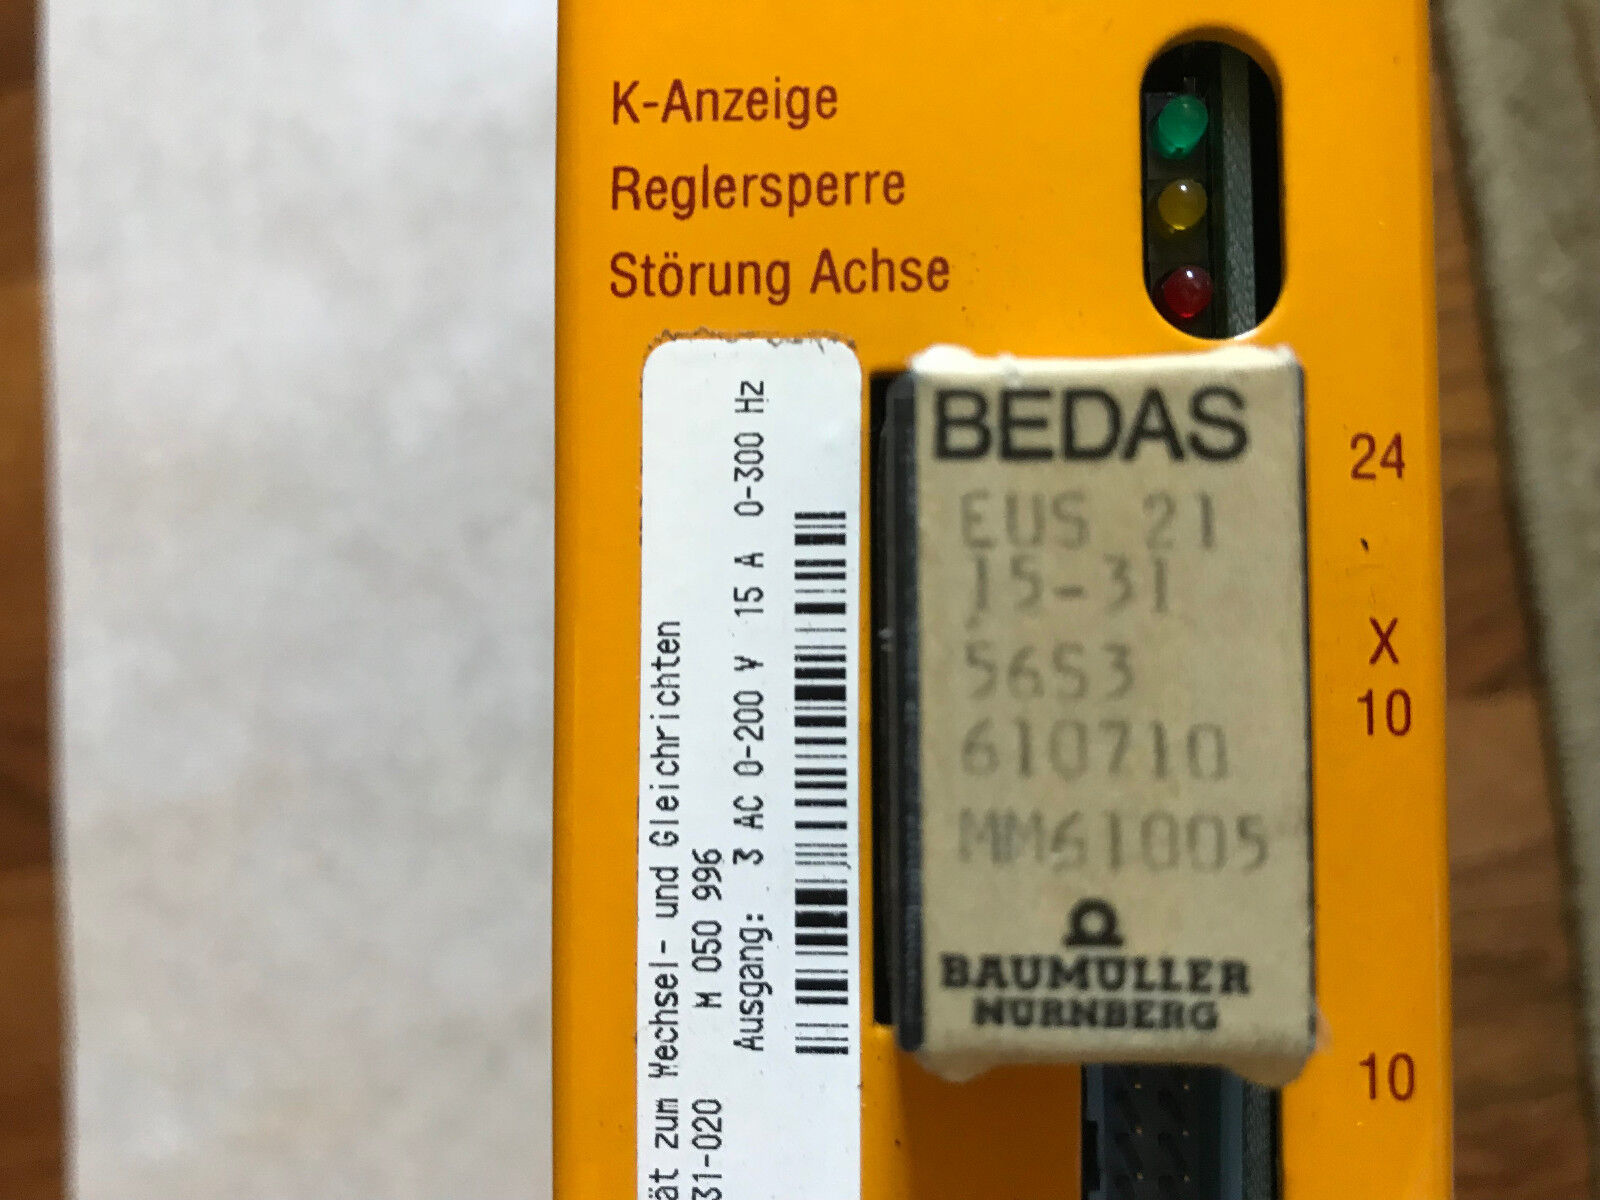 K-Anzeige
Reglersperre
Störung Achse
ät zum Wechsel- und Gleichrichten
31-020 M 050 996
Ausgang: 3 AC 0-200 V 15 A 0-300 Hz
BEDAS
EUS 21
15-31
56S3
610710
MM61005
BAUMÜLLER
NÜRNBERG
24
X
10
10